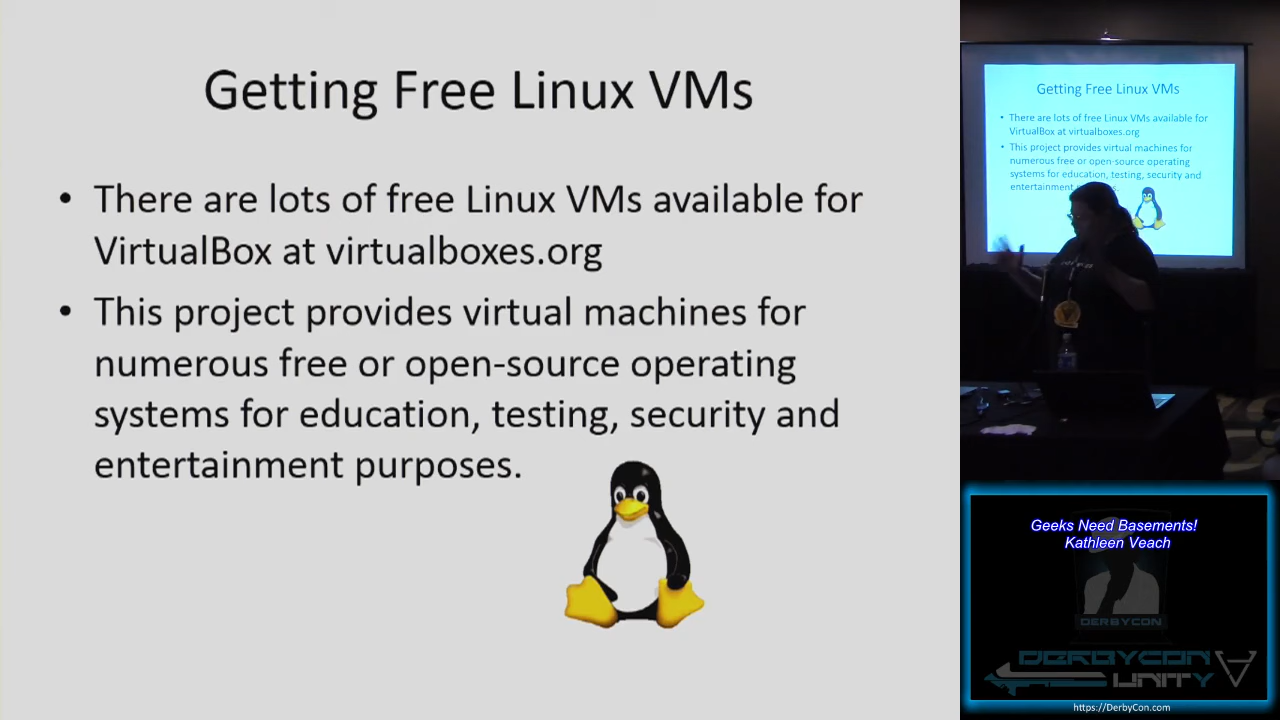 Getting Free Linux VMs
• There are lots of free Linux VMs available for
VirtualBox at virtualboxes.org
• This project provides virtual machines for
numerous free or open-source operating
systems for education, testing, security and
entertainment purposes.
Getting Free Linux VMs
• There are lots of free Linux VMs available for
VirtualBox at virtualboxes.org
• This project provides virtual machines for
numerous free or open-source operating
systems for education, testing, security and
entertainment
Geeks Need Basements!
Kathleen Veach
DERBYCON
DERBYCON
UNITY
https://DerbyCon.com